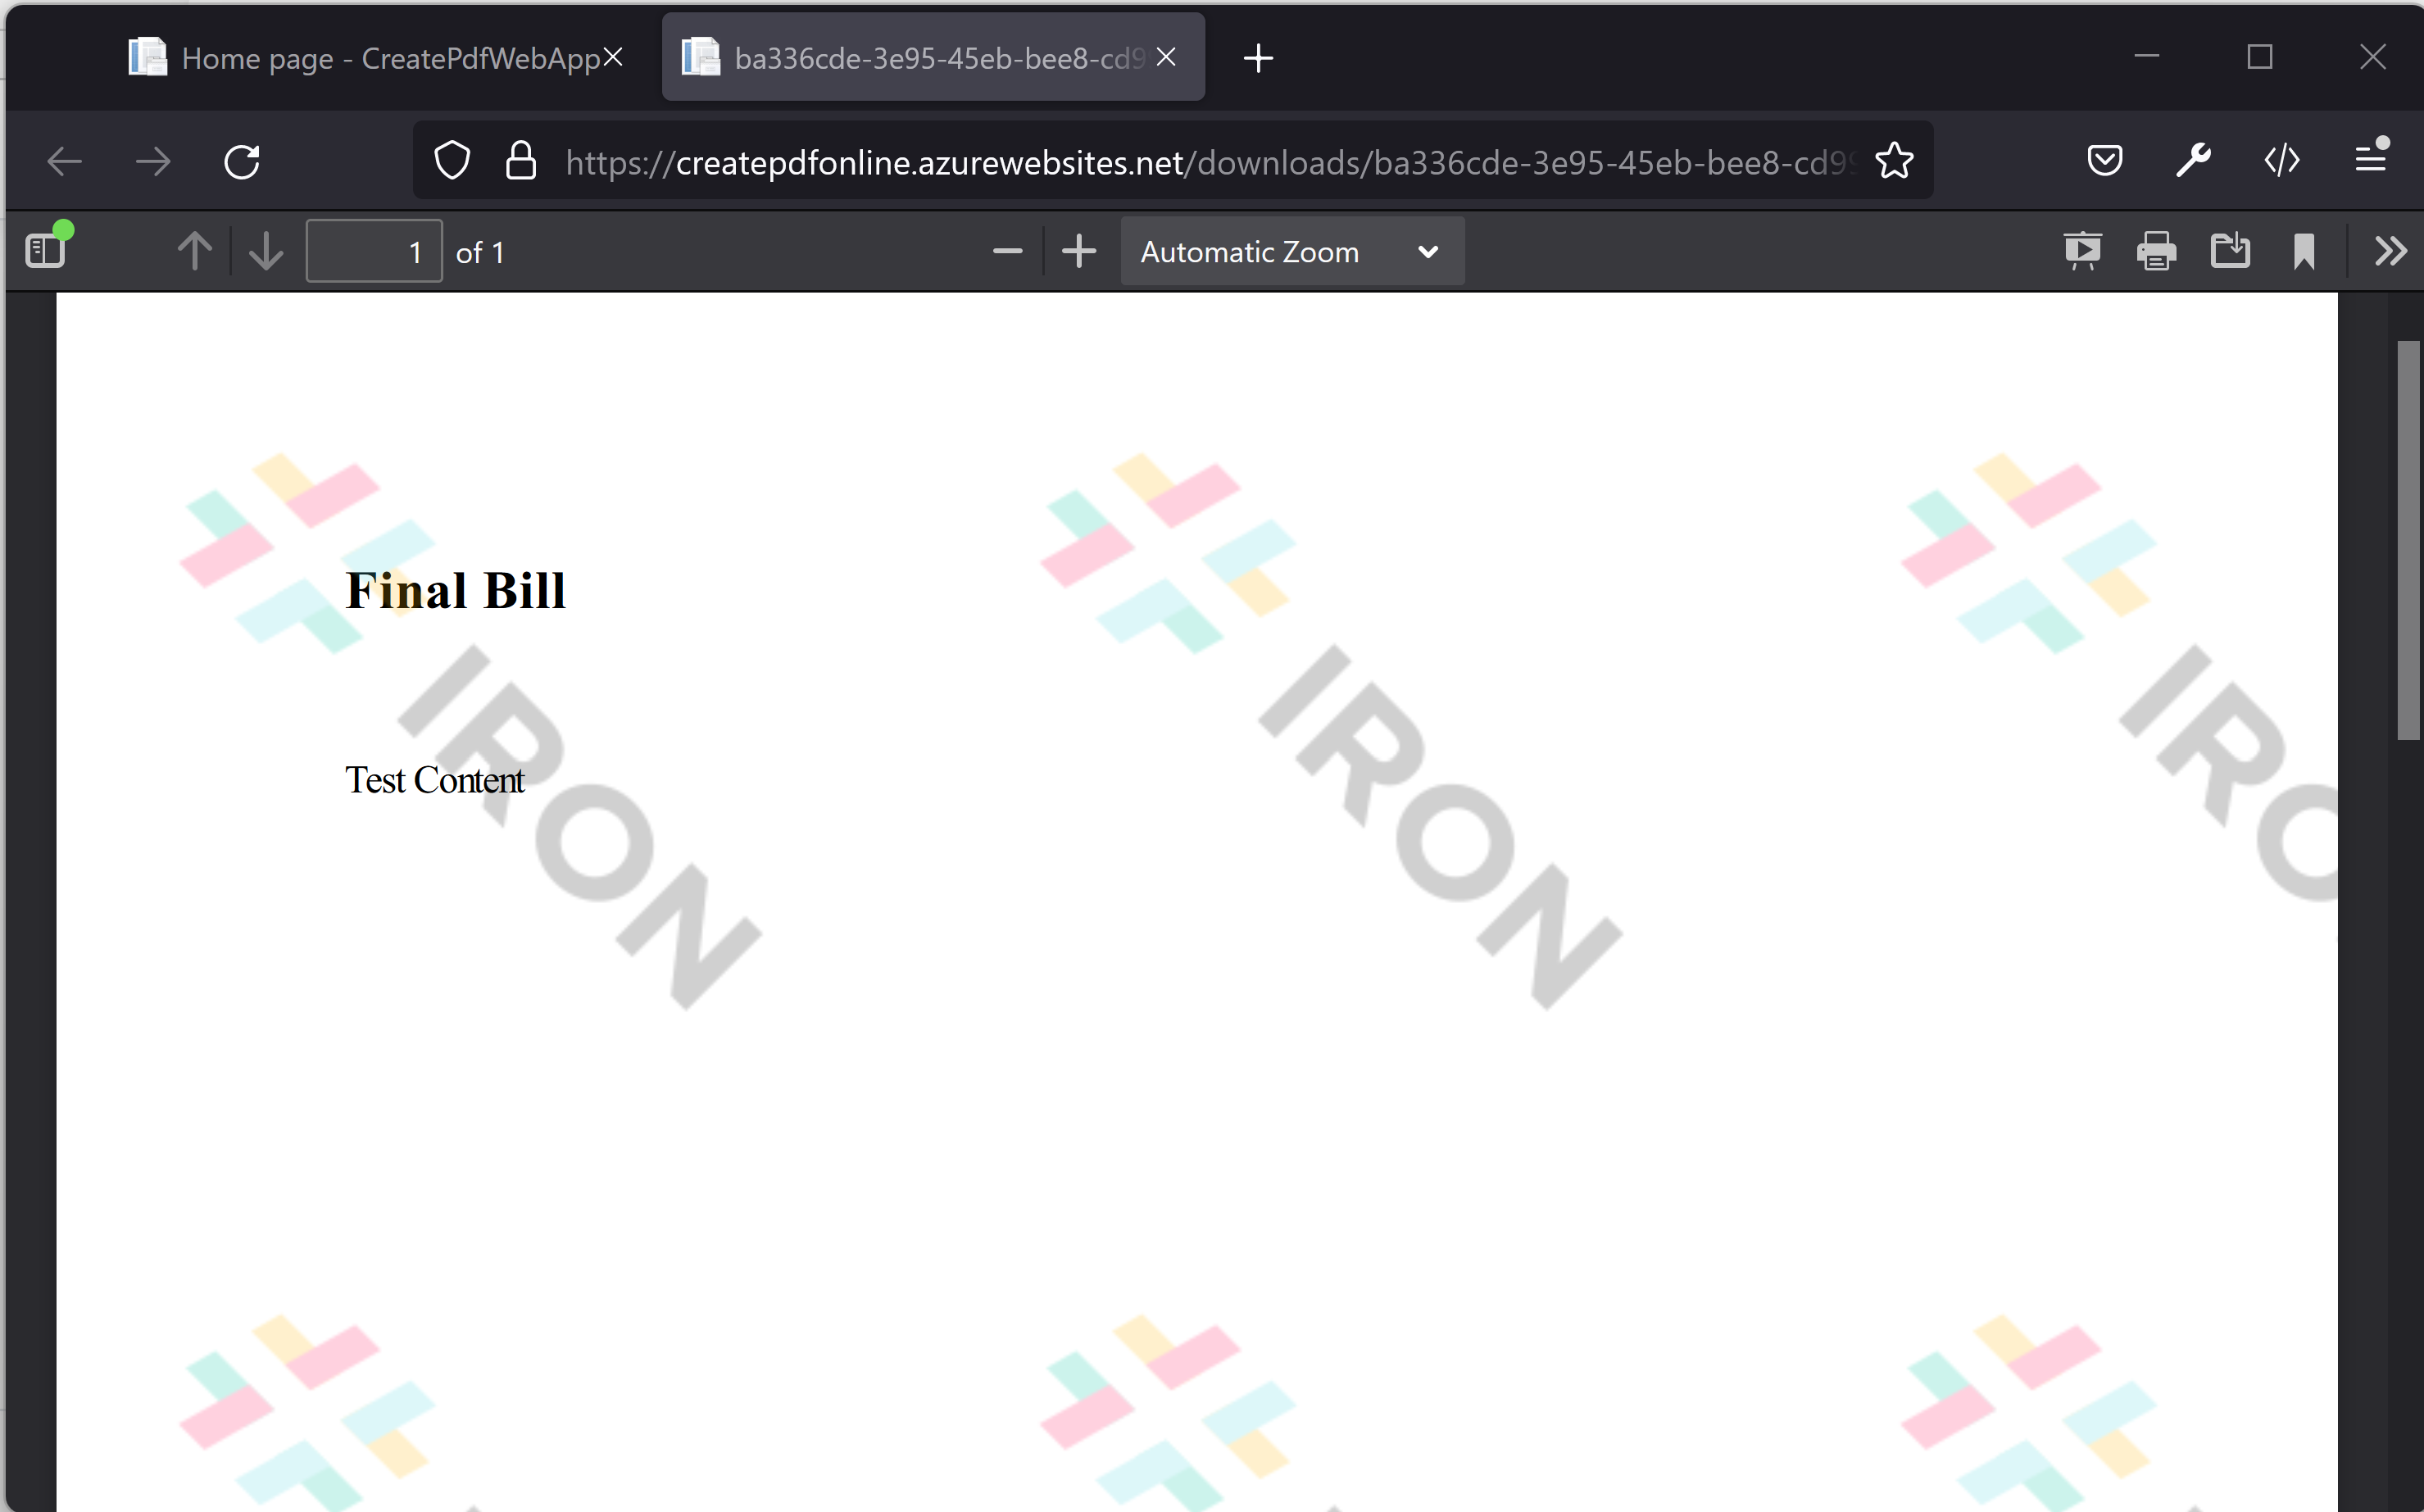 Home page - CreatePdfWebApp
ba336cde-3e95-45eb-bee8-cd9
https://createpdfonline.azurewebsites.net/downloads/ba336cde-3e95-45eb-bee8-cd99
1 of 1
Automatic Zoom
Final Bill
Test Content
IRON
IRON
IRO